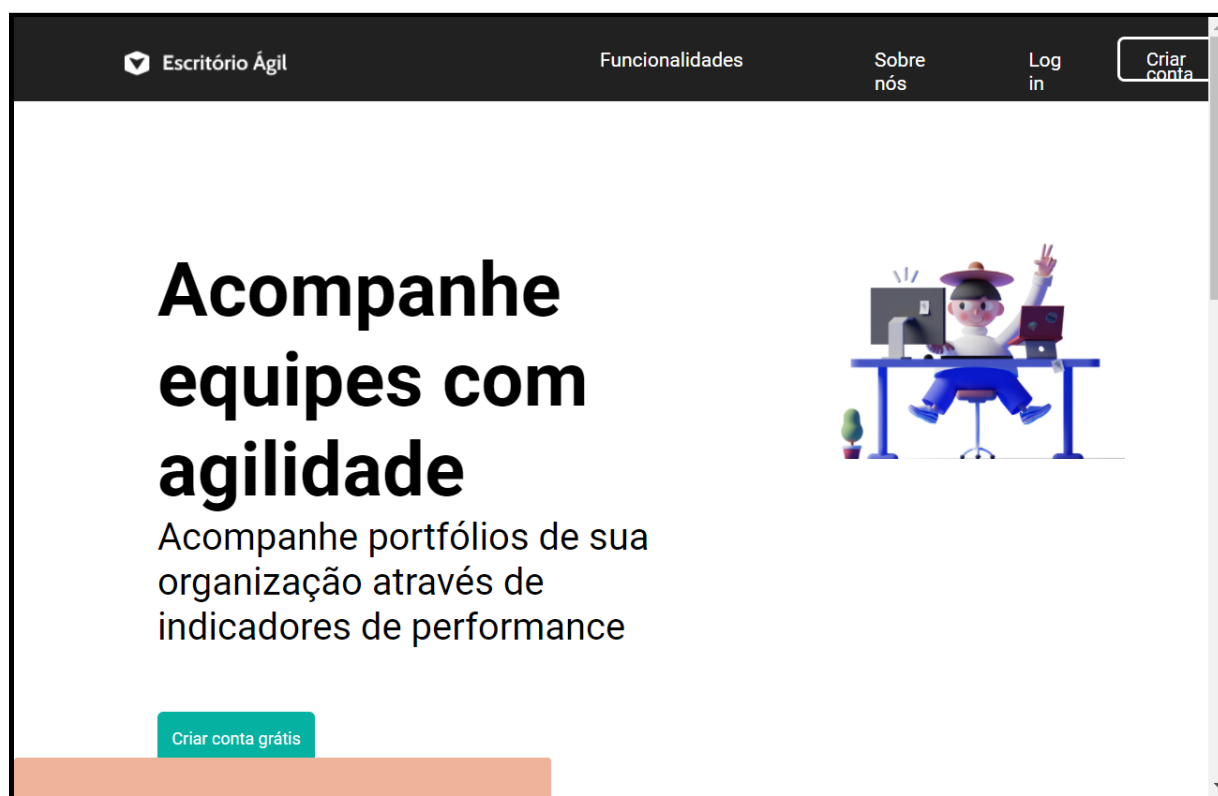 Escritório Ágil
Funcionalidades
Sobre
nós
Log
in
Criar
conta
Acompanhe
equipes com
agilidade
Acompanhe portfólios de sua
organização através de
indicadores de performance
Criar conta grátis